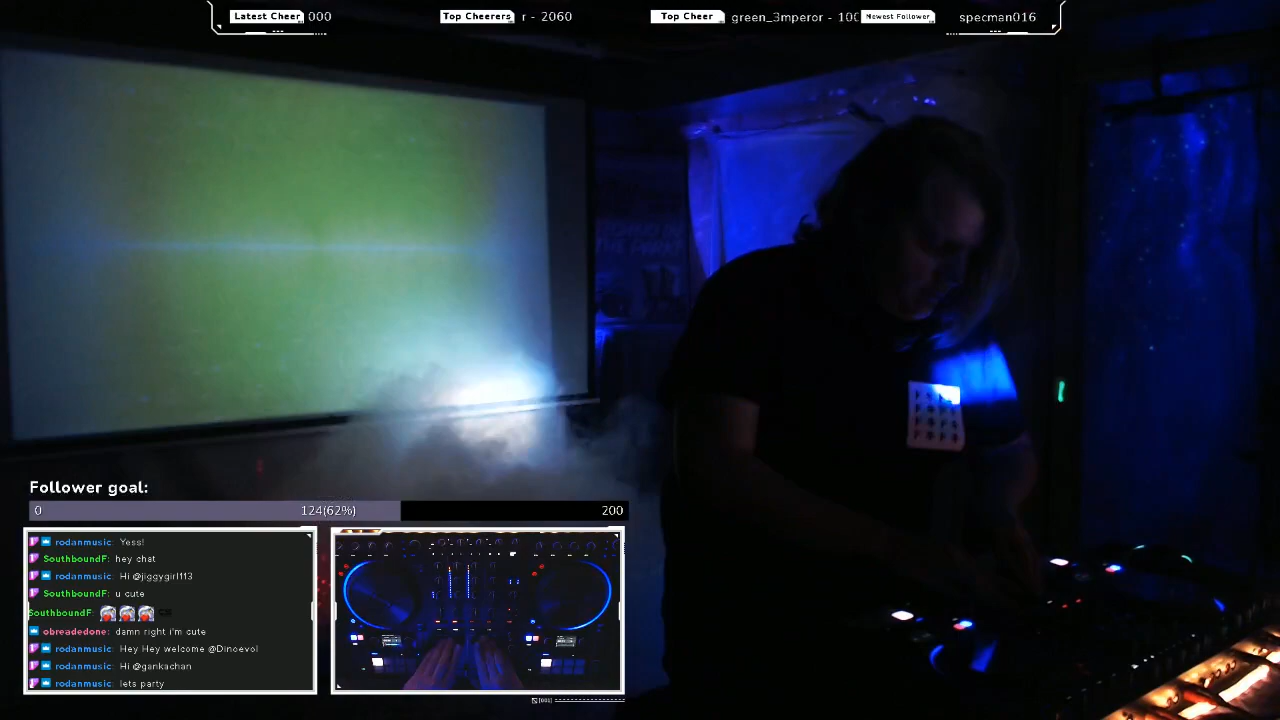 Latest Cheer 000 Top Cheerers r - 2060 Top Cheer green_3mperor - 100 Newest Follower specman016
Follower goal:
0 124(62%) 200
rodanmusic: Yess!
SouthboundF: hey chat
rodanmusic: Hi @jiggygirl113
SouthboundF: u cute
SouthboundF:
obreadedone: damn right i'm cute
rodanmusic: Hey Hey welcome @Dinoevol
rodanmusic: Hi @gankachan
rodanmusic: lets party